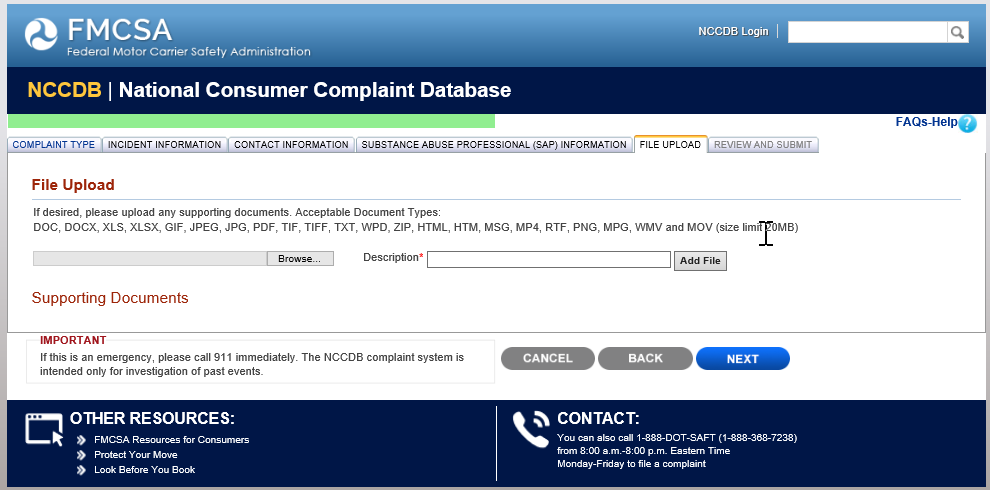 FMCSA
Federal Motor Carrier Safety Administration
NCCDB Login
NCCDB | National Consumer Complaint Database
FAQs-Help ?
COMPLAINT TYPE INCIDENT INFORMATION CONTACT INFORMATION SUBSTANCE ABUSE PROFESSIONAL (SAP) INFORMATION FILE UPLOAD REVIEW AND SUBMIT
File Upload
If desired, please upload any supporting documents. Acceptable Document Types:
DOC, DOCX, XLS, XLSX, GIF, JPEG, JPG, PDF, TIF, TIFF, TXT, WPD, ZIP, HTML, HTM, MSG, MP4, RTF, PNG, MPG, WMV and MOV (size limit 20MB)
Browse... Description* Add File
Supporting Documents
IMPORTANT
If this is an emergency, please call 911 immediately. The NCCDB complaint system is
intended only for investigation of past events.
CANCEL BACK NEXT
OTHER RESOURCES:
FMCSA Resources for Consumers
Protect Your Move
Look Before You Book
CONTACT:
You can also call 1-888-DOT-SAFT (1-888-368-7238)
from 8:00 a.m.-8:00 p.m. Eastern Time
Monday-Friday to file a complaint